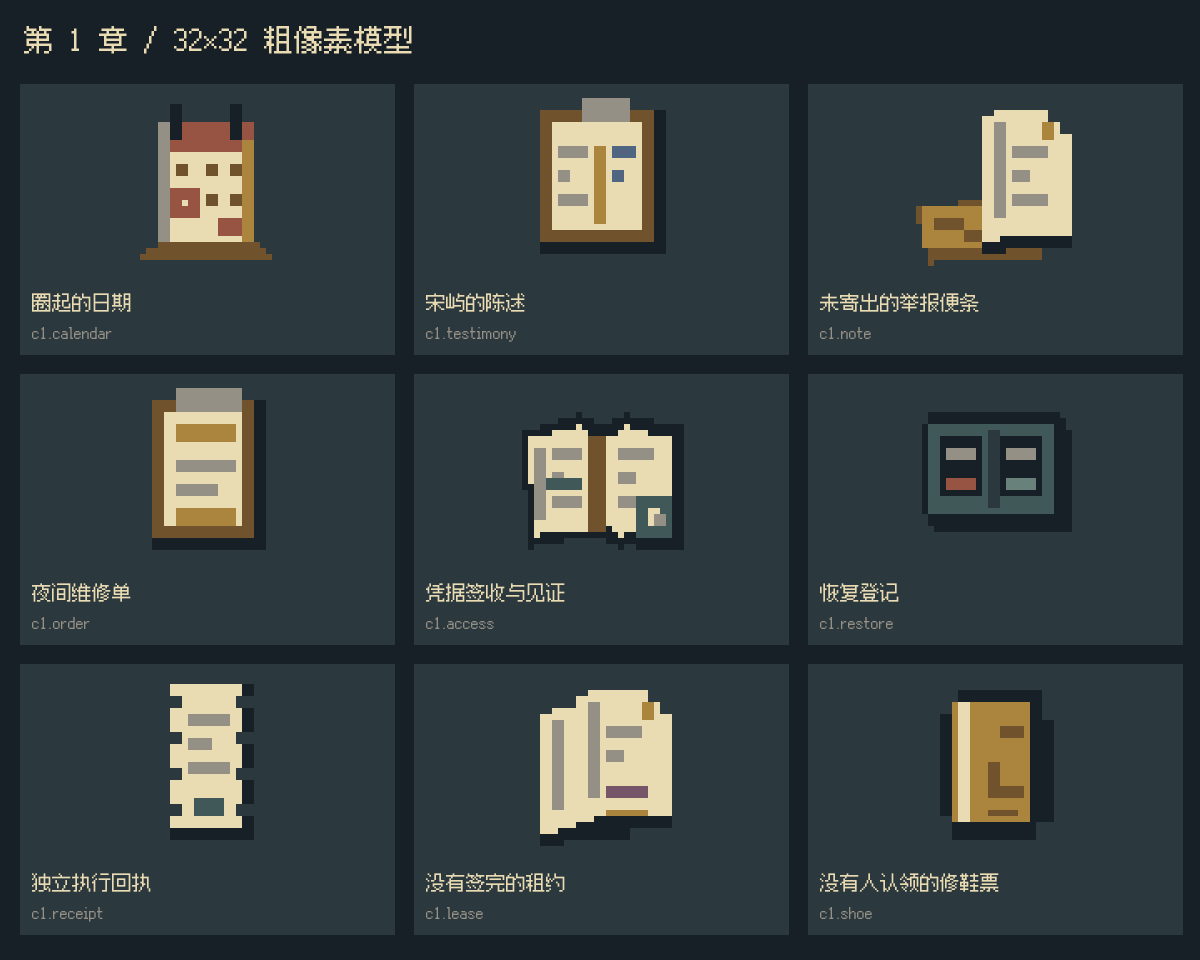 第 1 章 / 32×32 粗像素模型
圈起的日期
c1.calendar
宋屿的陈述
c1.testimony
未寄出的举报便条
c1.note
夜间维修单
c1.order
凭据签收与见证
c1.access
恢复登记
c1.restore
独立执行回执
c1.receipt
没有签完的租约
c1.lease
没有人认领的修鞋票
c1.shoe